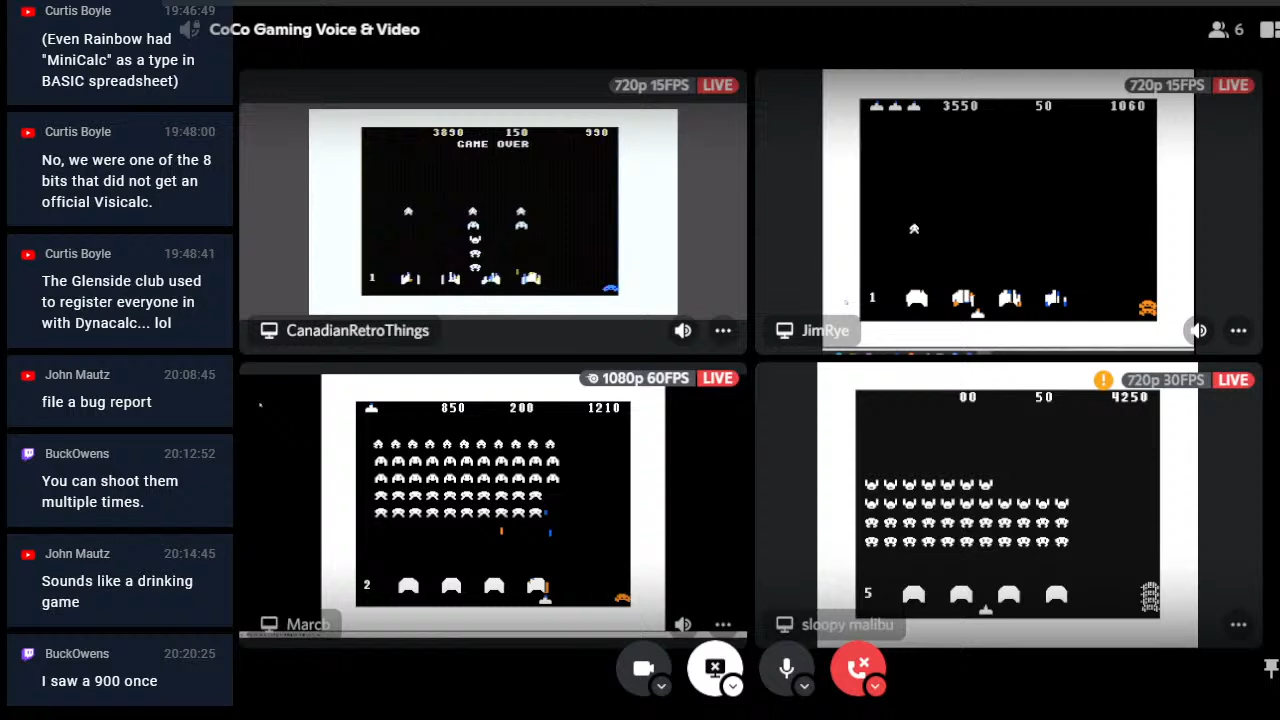 Curtis Boyle 19:46:49
(Even Rainbow had
"MiniCalc" as a type in
BASIC spreadsheet)
Curtis Boyle 19:48:00
No, we were one of the 8
bits that did not get an
official Visicalc.
Curtis Boyle 19:48:41
The Glenside club used
to register everyone in
with Dynacalc... lol
John Mautz 20:08:45
file a bug report
BuckOwens 20:12:52
You can shoot them
multiple times.
John Mautz 20:14:45
Sounds like a drinking
game
BuckOwens 20:20:25
I saw a 900 once
CoCo Gaming Voice & Video
6
720p 15FPS LIVE
3890 150 990
GAME OVER
1
CanadianRetroThings
720p 15FPS LIVE
3550 50 1060
1
JimRye
1080p 60FPS LIVE
850 200 1210
2
MarcB
720p 30FPS LIVE
00 50 4250
5
sloopy malibu